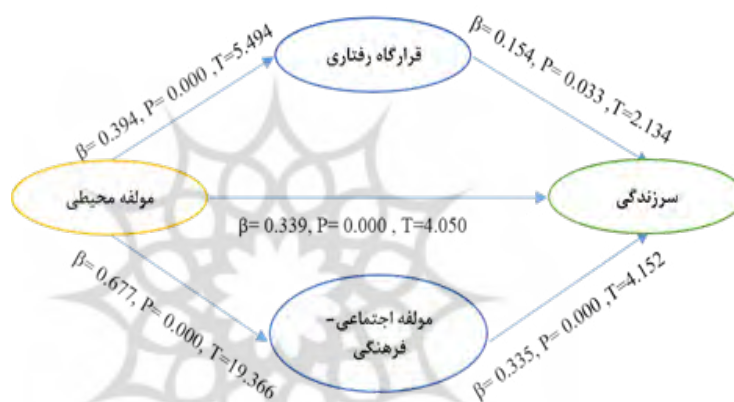 قرارگاه رفتاری
β= 0.394, P= 0.000 ,T=5.494
β= 0.154, P= 0.033 ,T=2.134
مولفه محیطی
سرزندگی
β= 0.339, P= 0.000 , T=4.050
β= 0.677, P= 0.000, T=19.366
مولفه اجتماعی-
فرهنگی
β= 0.335, P= 0.000 , T=4.152